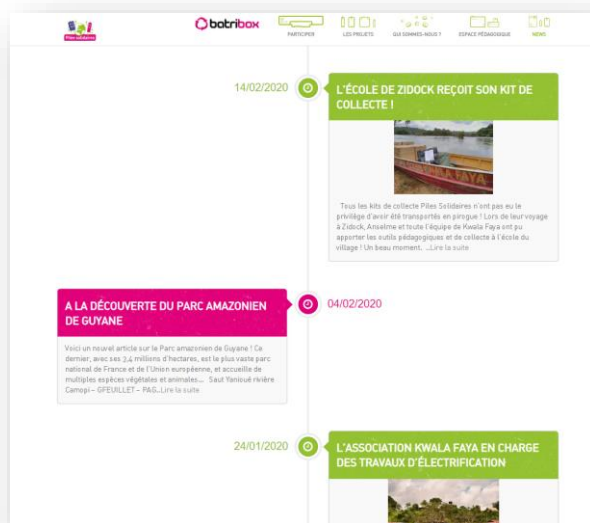 Piles solidaires
batribox
PARTICIPER
LES PROJETS
QUI SOMMES-NOUS ?
ESPACE PÉDAGOGIQUE
NEWS
14/02/2020
L'ÉCOLE DE ZIDOCK REÇOIT SON KIT DE
COLLECTE !
KWALA FAYA
Tous les kits de collecte Piles Solidaires n'ont pas eu le
privilège d'avoir été transportés en pirogue ! Lors de leur voyage
à Zidock, Anselme et toute l'équipe de Kwala Faya ont pu
apporter les outils pédagogiques et de collecte à l'école du
village ! Un beau moment. ...Lire la suite
A LA DÉCOUVERTE DU PARC AMAZONIEN
DE GUYANE
04/02/2020
Voici un nouvel article sur le Parc amazonien de Guyane ! Ce
dernier, avec ses 3,4 millions d'hectares, est le plus vaste parc
national de France et de l'Union européenne, et accueille de
multiples espèces végétales et animales... Saut Yanioué rivière
Camopi – GFEUILLET – PAG...Lire la suite
24/01/2020
L'ASSOCIATION KWALA FAYA EN CHARGE
DES TRAVAUX D'ÉLECTRIFICATION